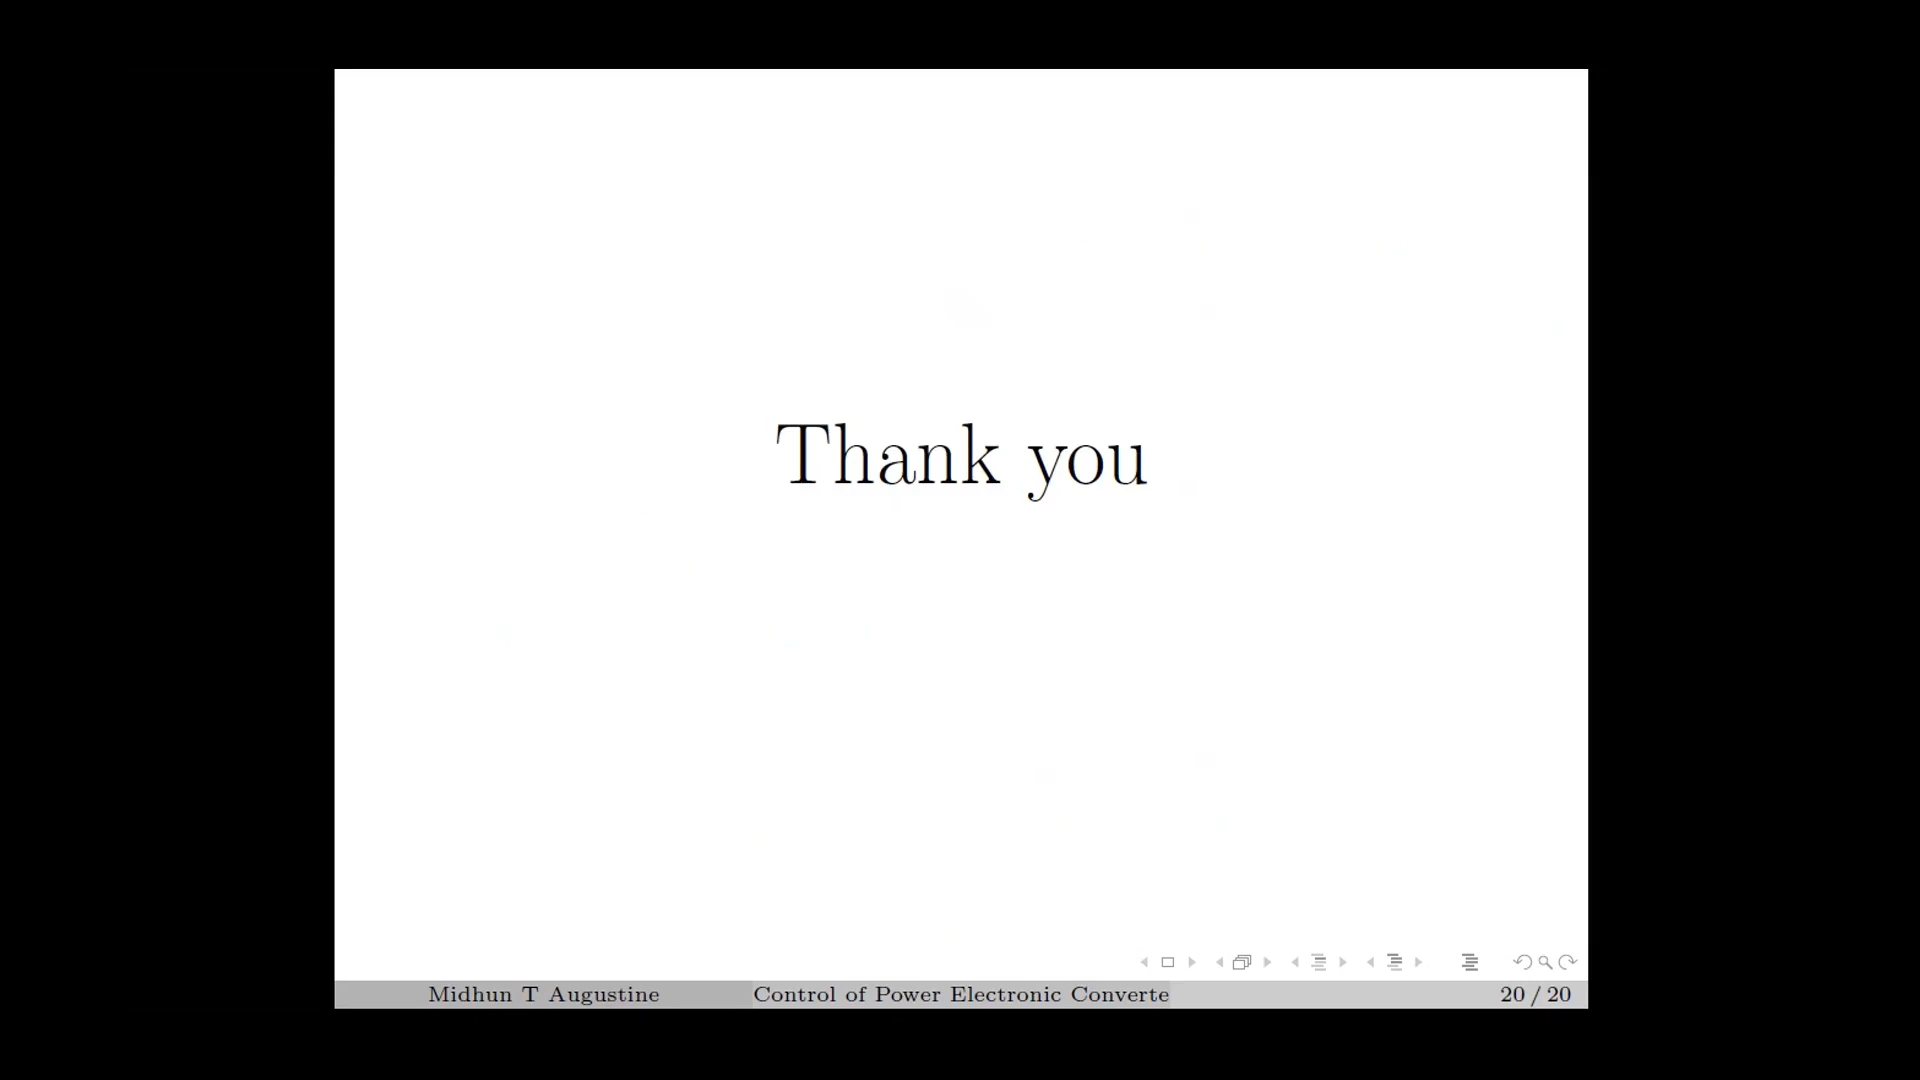 Thank you
Midhun T Augustine
Control of Power Electronic Converte
20 / 20